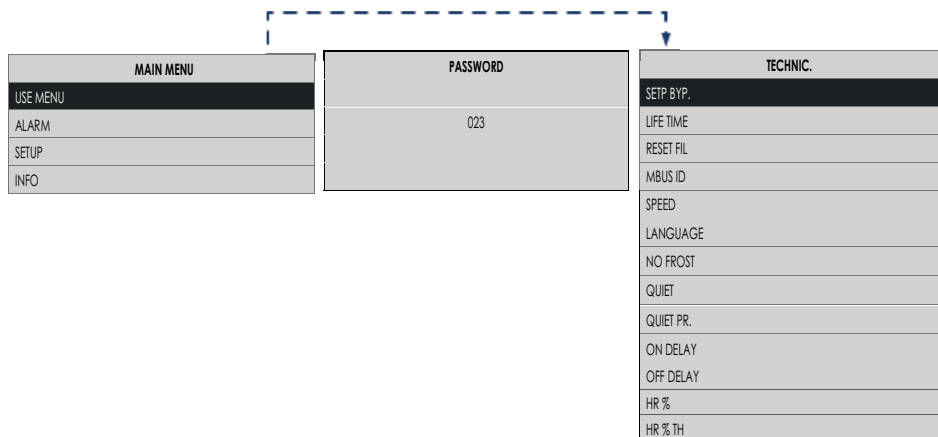 MAIN MENU
USE MENU
ALARM
SETUP
INFO
PASSWORD
023
TECHNIC.
SETP BYP.
LIFE TIME
RESET FIL
MBUS ID
SPEED
LANGUAGE
NO FROST
QUIET
QUIET PR.
ON DELAY
OFF DELAY
HR %
HR % TH